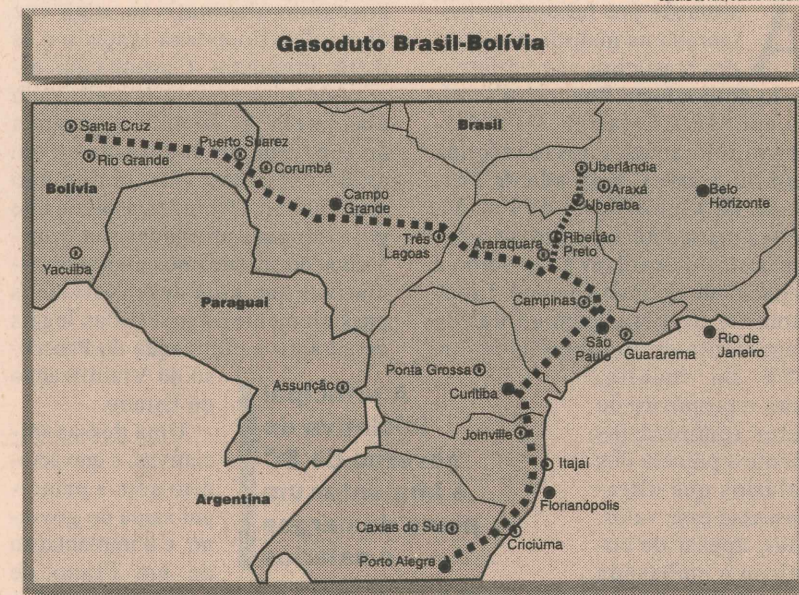 Gasoduto Brasil-Bolívia
Santa Cruz
Brasil
Puerto Suarez
Rio Grande
Corumbá
Uberlândia
Bolívia
Campo
Grande
Araxá
Belo
Horizonte
Uberaba
Três
Lagoas
Araraquara
Ribeirão
Preto
Yacuiba
Paraguai
Campinas
São
Paulo
Guararema
Rio de
Janeiro
Ponta Grossa
Assunção
Curitiba
Joinville
Itajaí
Argentina
Florianópolis
Caxias do Sul
Criciúma
Porto Alegre